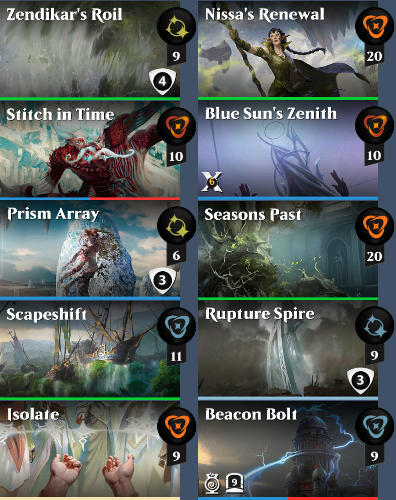 Zendikar's Roil
9
4
Nissa's Renewal
20
Stitch in Time
10
Blue Sun's Zenith
10
X 6
Prism Array
6
3
Seasons Past
20
Scapeshift
11
Rupture Spire
9
3
Isolate
9
Beacon Bolt
9
9